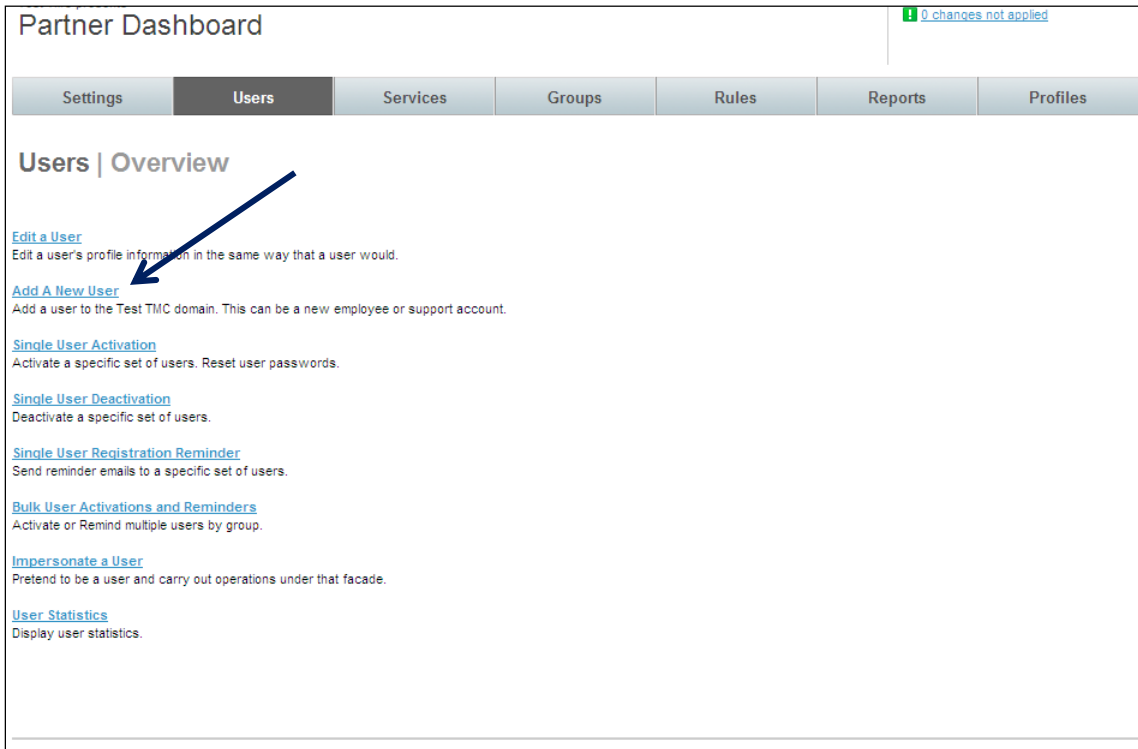 Partner Dashboard
0 changes not applied
Settings Users Services Groups Rules Reports Profiles
Users | Overview
Edit a User
Edit a user's profile information in the same way that a user would.
Add A New User
Add a user to the Test TMC domain. This can be a new employee or support account.
Single User Activation
Activate a specific set of users. Reset user passwords.
Single User Deactivation
Deactivate a specific set of users.
Single User Registration Reminder
Send reminder emails to a specific set of users.
Bulk User Activations and Reminders
Activate or Remind multiple users by group.
Impersonate a User
Pretend to be a user and carry out operations under that facade.
User Statistics
Display user statistics.